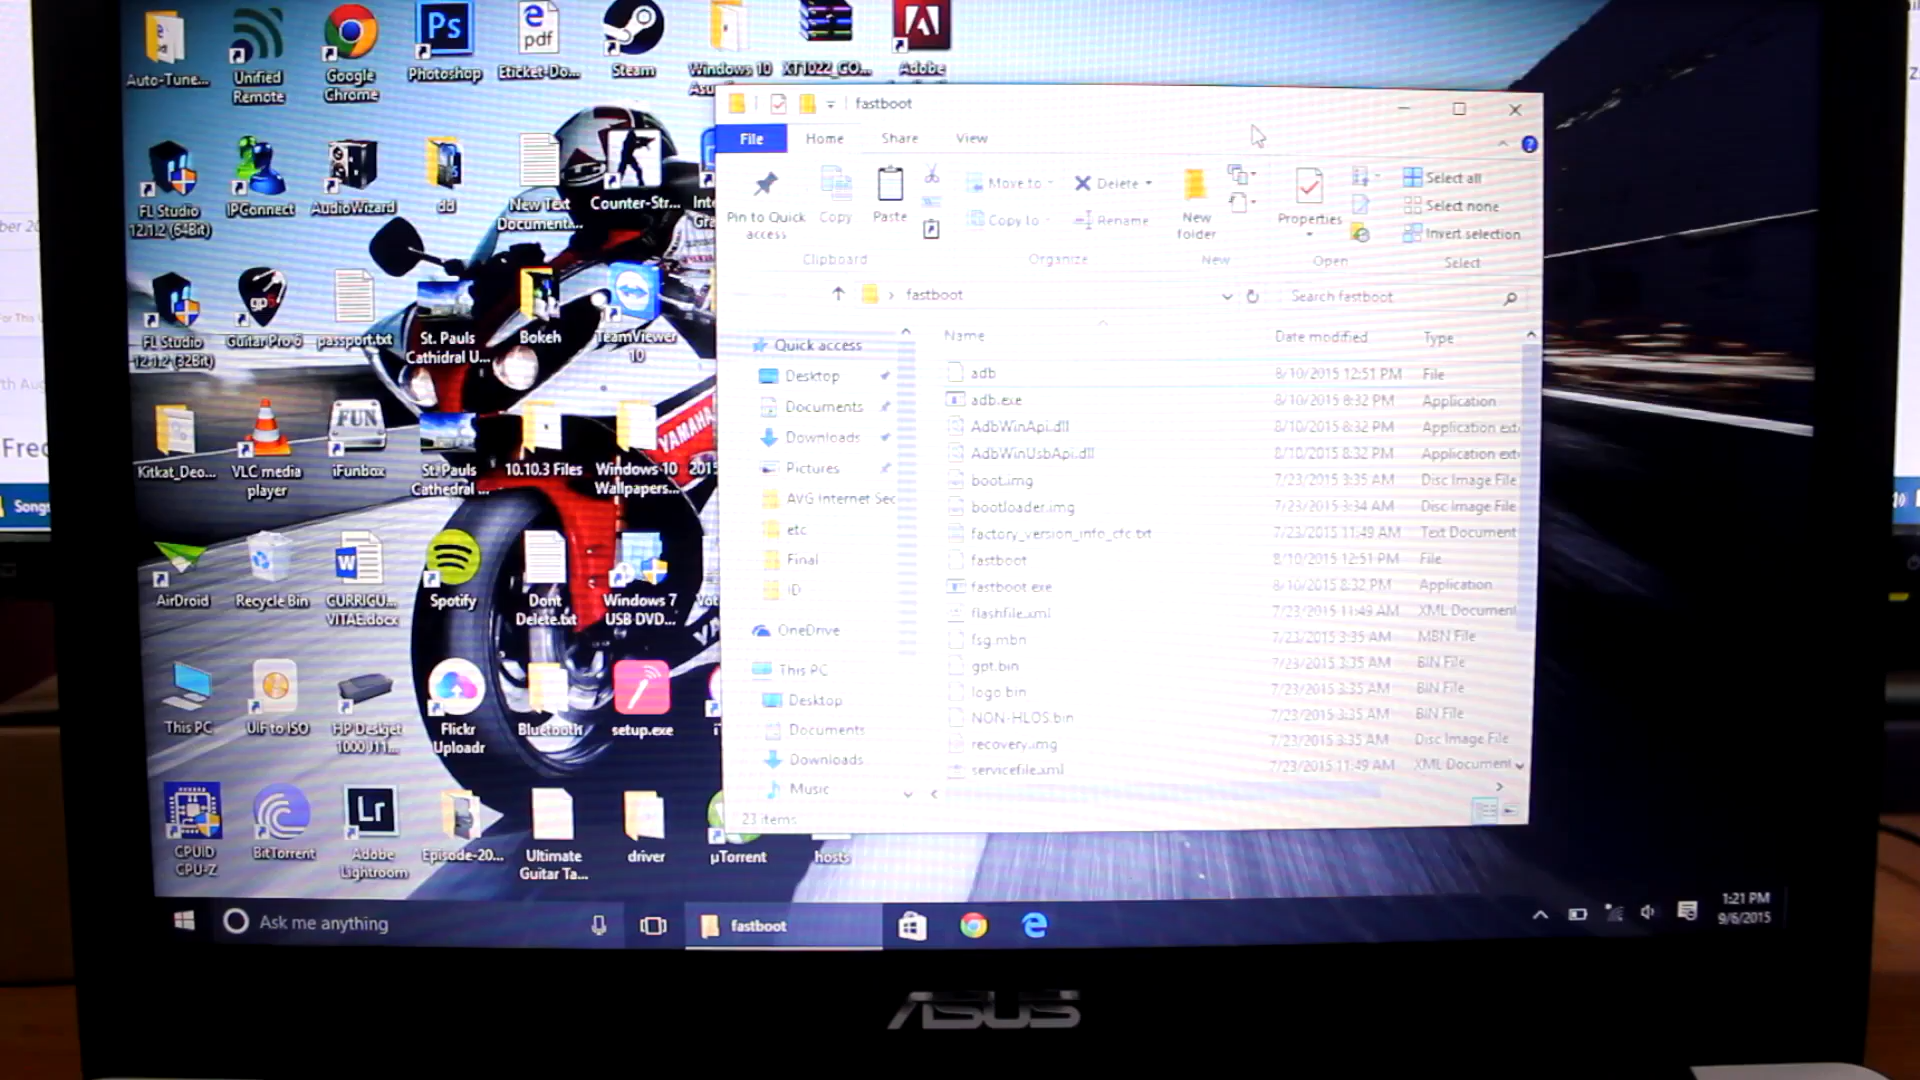 Auto-Tune...
Unified
Remote
Google
Chrome
Ps
Photoshop
pdf
Eticket-Do...
Steam
Windows 10
XT1022_GO...
Adobe
FL Studio
12.1.2 (64Bit)
IPConnect
AudioWizard
dd
New Text
Document...
Counter-Str...
FL Studio
12.1.2 (32Bit)
gp6
Guitar Pro 6
passport.txt
St. Pauls
Cathidral U...
Bokeh
TeamViewer
10
YAMAHA
Kitkat_Deo...
VLC media
player
FUN
iFunbox
St. Pauls
Cathedral ...
10.10.3 Files
Windows 10
Wallpapers...
2015
AirDroid
Recycle Bin
CURRICU...
VITAE.docx
Spotify
Dont
Delete.txt
Windows 7
USB DVD...
This PC
UIF to ISO
HP Deskjet
1000 J11...
Flickr
Uploadr
Bluetooth
setup.exe
CPUID
CPU-Z
BitTorrent
Lr
Adobe
Lightroom
Episode-20...
Ultimate
Guitar Ta...
driver
µTorrent
hosts
fastboot
File
Home
Share
View
Pin to Quick
access
Copy
Paste
Move to
Copy to
Delete
Rename
New
folder
Properties
Select all
Select none
Invert selection
Clipboard
Organize
New
Open
Select
fastboot
Search fastboot
Quick access
Desktop
Documents
Downloads
Pictures
AVG Internet Sec
etc
Final
iD
OneDrive
This PC
Desktop
Documents
Downloads
Music
Name Date modified Type
adb 8/10/2015 12:51 PM File
adb.exe 8/10/2015 8:32 PM Application
AdbWinApi.dll 8/10/2015 8:32 PM Application exte
AdbWinUsbApi.dll 8/10/2015 8:32 PM Application exte
boot.img 7/23/2015 3:35 AM Disc Image File
bootloader.img 7/23/2015 3:34 AM Disc Image File
factory_version_info_cfc.txt 7/23/2015 11:49 AM Text Document
fastboot 8/10/2015 12:51 PM File
fastboot.exe 8/10/2015 8:32 PM Application
flashfile.xml 7/23/2015 11:49 AM XML Document
fsg.mbn 7/23/2015 3:35 AM MBN File
gpt.bin 7/23/2015 3:35 AM BIN File
logo.bin 7/23/2015 3:35 AM BIN File
NON-HLOS.bin 7/23/2015 3:35 AM BIN File
recovery.img 7/23/2015 3:35 AM Disc Image File
servicefile.xml 7/23/2015 11:49 AM XML Document
23 items
Ask me anything
fastboot
1:21 PM
9/6/2015
ASUS
Songs